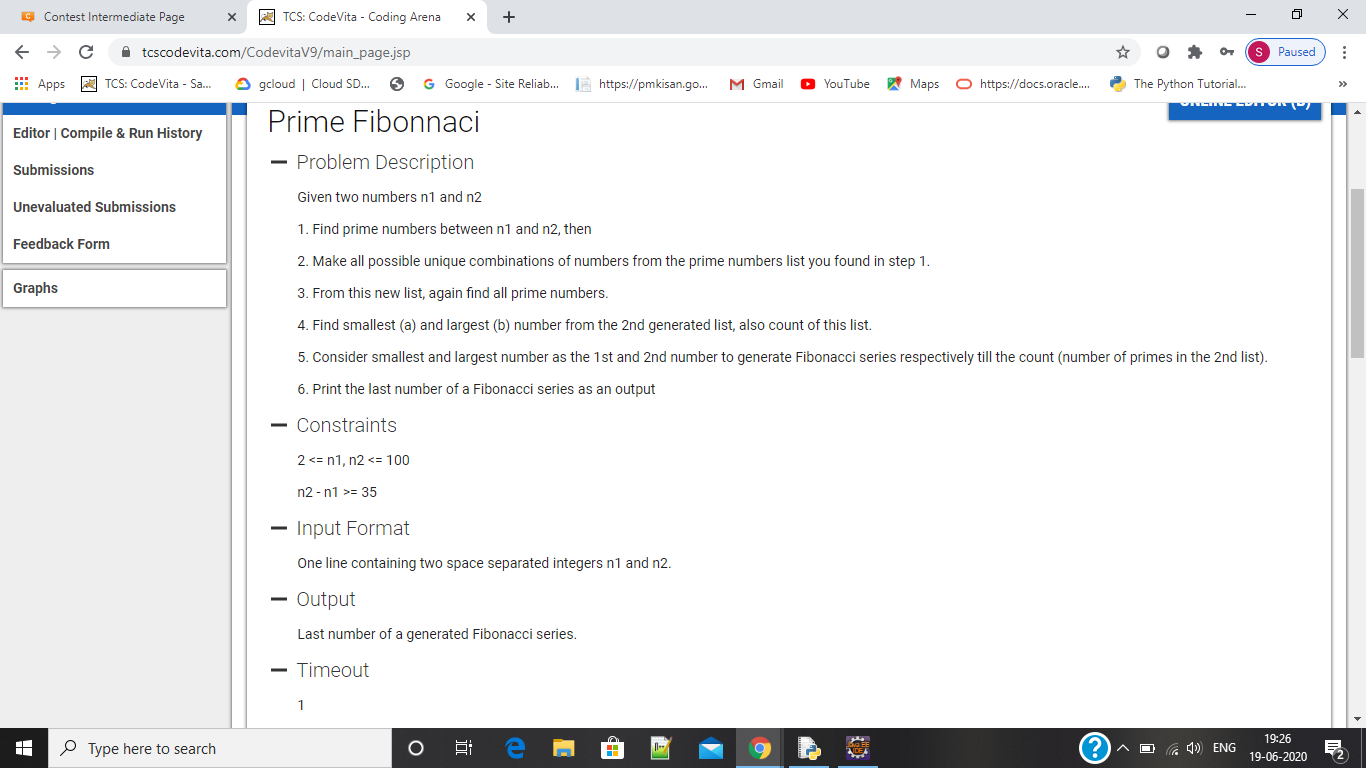 Contest Intermediate Page
TCS: CodeVita - Coding Arena
tcscodevita.com/CodevitaV9/main_page.jsp
S Paused
Apps
TCS: CodeVita - Sa...
gcloud | Cloud SD...
Google - Site Reliab...
https://pmkisan.go...
Gmail
YouTube
Maps
https://docs.oracle....
The Python Tutorial...
Editor | Compile & Run History
Submissions
Unevaluated Submissions
Feedback Form
Graphs
ONLINE EDITOR (B)
Prime Fibonnaci
Problem Description
Given two numbers n1 and n2
1. Find prime numbers between n1 and n2, then
2. Make all possible unique combinations of numbers from the prime numbers list you found in step 1.
3. From this new list, again find all prime numbers.
4. Find smallest (a) and largest (b) number from the 2nd generated list, also count of this list.
5. Consider smallest and largest number as the 1st and 2nd number to generate Fibonacci series respectively till the count (number of primes in the 2nd list).
6. Print the last number of a Fibonacci series as an output
Constraints
2 <= n1, n2 <= 100
n2 - n1 >= 35
Input Format
One line containing two space separated integers n1 and n2.
Output
Last number of a generated Fibonacci series.
Timeout
1
Type here to search
ENG
19:26
19-06-2020
2